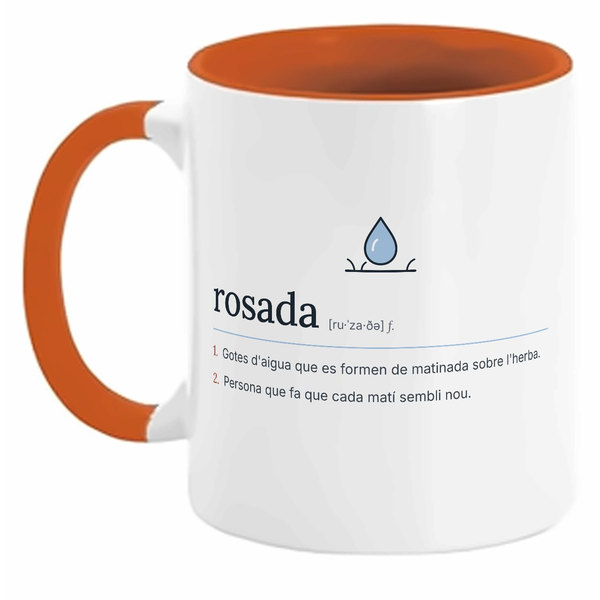 rosada [ru·'za·ðə] f.
1. Gotes d'aigua que es formen de matinada sobre l'herba.
2. Persona que fa que cada matí sembli nou.